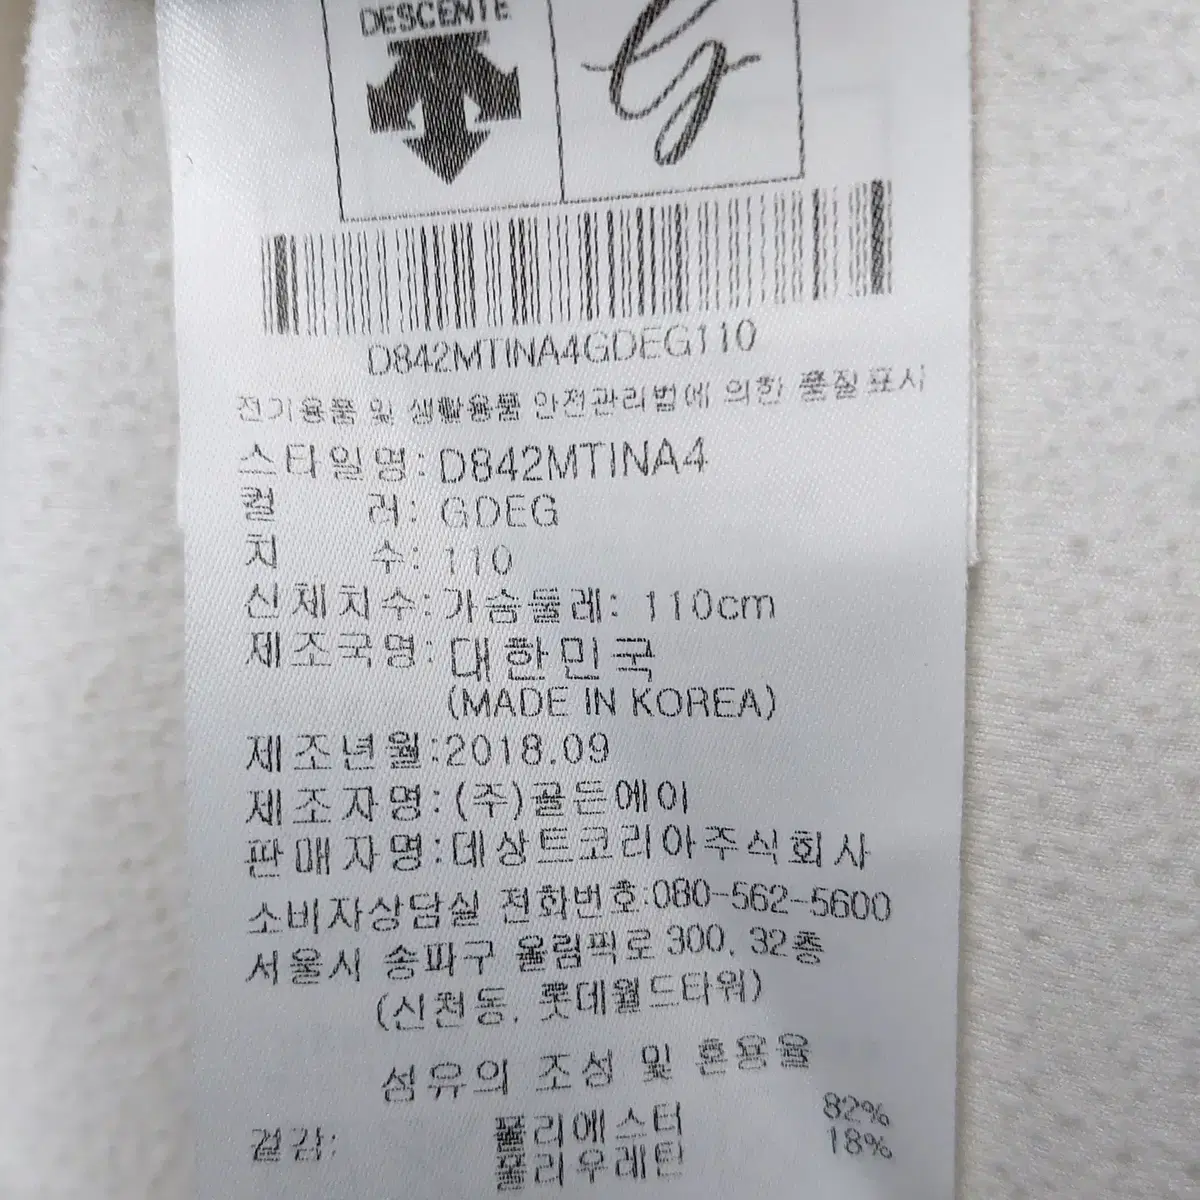 DESCENTE
D842MTINA4GDEG110
전기용품 및 생활용품 안전관리법에 의한 품질표시
스타일명: D842MTINA4
컬 러: GDEG
치 수: 110
신체치수: 가슴둘레: 110cm
제조국명: 대한민국
(MADE IN KOREA)
제조년월:2018.09
제조자명:(주)골든에이
판매자명:데상트코리아주식회사
소비자상담실 전화번호:080-562-5600
서울시 송파구 올림픽로 300, 32층
(신천동, 롯데월드타워)
섬유의 조성 및 혼용율
겉감: 폴리에스터 82%
폴리우레탄 18%